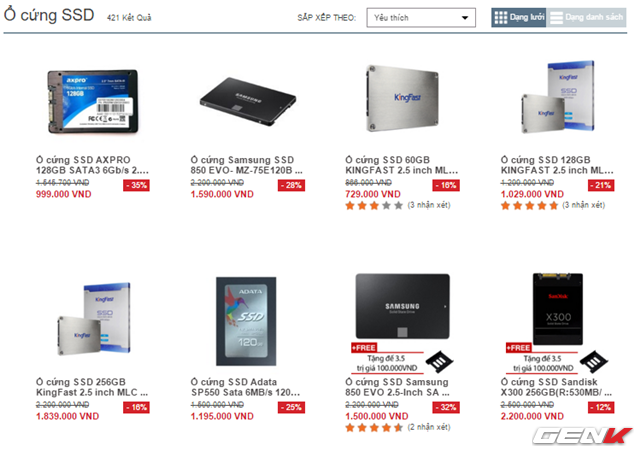 Ổ cứng SSD 421 Kết Quả SẮP XẾP THEO: Yêu thích Dạng lưới Dạng danh sách
axpro
128GB
SAMSUNG
KingFast
KingFast
SSD
Ổ cứng SSD AXPRO
128GB SATA3 6Gb/s 2....
1.545.700 VND
999.000 VND
- 35%
Ổ cứng Samsung SSD
850 EVO- MZ-75E120B ...
2.200.000 VND
1.590.000 VND
- 28%
Ổ cứng SSD 60GB
KINGFAST 2.5 inch ML...
866.000 VND
729.000 VND
- 16%
(3 nhận xét)
Ổ cứng SSD 128GB
KINGFAST 2.5 inch ML...
1.300.000 VND
1.029.000 VND
- 21%
(3 nhận xét)
KingFast
SSD
ADATA
SSD
120GB
SAMSUNG
Solid State Drive
+FREE
Tặng đế 3.5
trị giá 100.000VND
SanDisk
X300
+FREE
Tặng đế 3.5
trị giá 100.000VND
Ổ cứng SSD 256GB
KingFast 2.5 inch MLC ...
2.200.000 VND
1.839.000 VND
- 16%
Ổ cứng SSD Adata
SP550 Sata 6MB/s 120...
1.590.000 VND
1.195.000 VND
- 25%
Ổ cứng SSD Samsung
850 EVO 2.5-Inch SA ...
2.200.000 VND
1.500.000 VND
- 32%
(2 nhận xét)
Ổ cứng SSD Sandisk
X300 256GB(R:530MB/ ...
2.500.000 VND
2.200.000 VND
- 12%
GENK